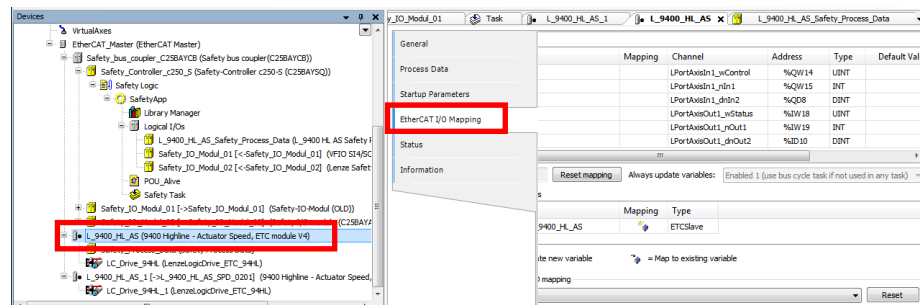 Devices
VirtualAxes
EtherCAT_Master (EtherCAT Master)
Safety_bus_coupler_C25BAYCB (Safety bus coupler(C25BAYCB))
Safety_Controller_c250_S (Safety-Controller c250-S (C25BAYSQ))
Safety Logic
SafetyApp
Library Manager
Logical I/Os
L_9400_HL_AS_Safety_Process_Data (L_9400 HL AS Safety
Safety_IO_Modul_01 [<-Safety_IO_Modul_01] (VFIO SI4/SC
Safety_IO_Modul_02 [<-Safety_IO_Modul_02] (Lenze Safet
POU_Alive
Safety Task
Safety_IO_Modul_01 [->Safety_IO_Modul_01] (Safety-IO-Modul (OLD))
L_9400_HL_AS (9400 Highline - Actuator Speed, ETC module V4)
LC_Drive_94HL (LenzeLogicDrive_ETC_94HL)
L_9400_HL_AS_1 [->L_9400_HL_AS_SPD_0201] (9400 Highline - Actuator Speed,
LC_Drive_94HL_1 (LenzeLogicDrive_ETC_94HL)
y_IO_Modul_01 Task L_9400_HL_AS_1 L_9400_HL_AS L_9400_HL_AS_Safety_Process_Data
General
Process Data
Startup Parameters
EtherCAT I/O Mapping
Status
Information
Mapping Channel Address Type Default Val
LPortAxisIn1_wControl %QW14 UINT
LPortAxisIn1_nIn1 %QW15 INT
LPortAxisIn1_dnIn2 %QD8 DINT
LPortAxisOut1_wStatus %IW18 UINT
LPortAxisOut1_nOut1 %IW19 INT
LPortAxisOut1_dnOut2 %ID10 DINT
Reset mapping Always update variables: Enabled 1 (use bus cycle task if not used in any task)
Mapping Type
9400_HL_AS ETCSlave
te new variable = Map to existing variable
mapping
Reset